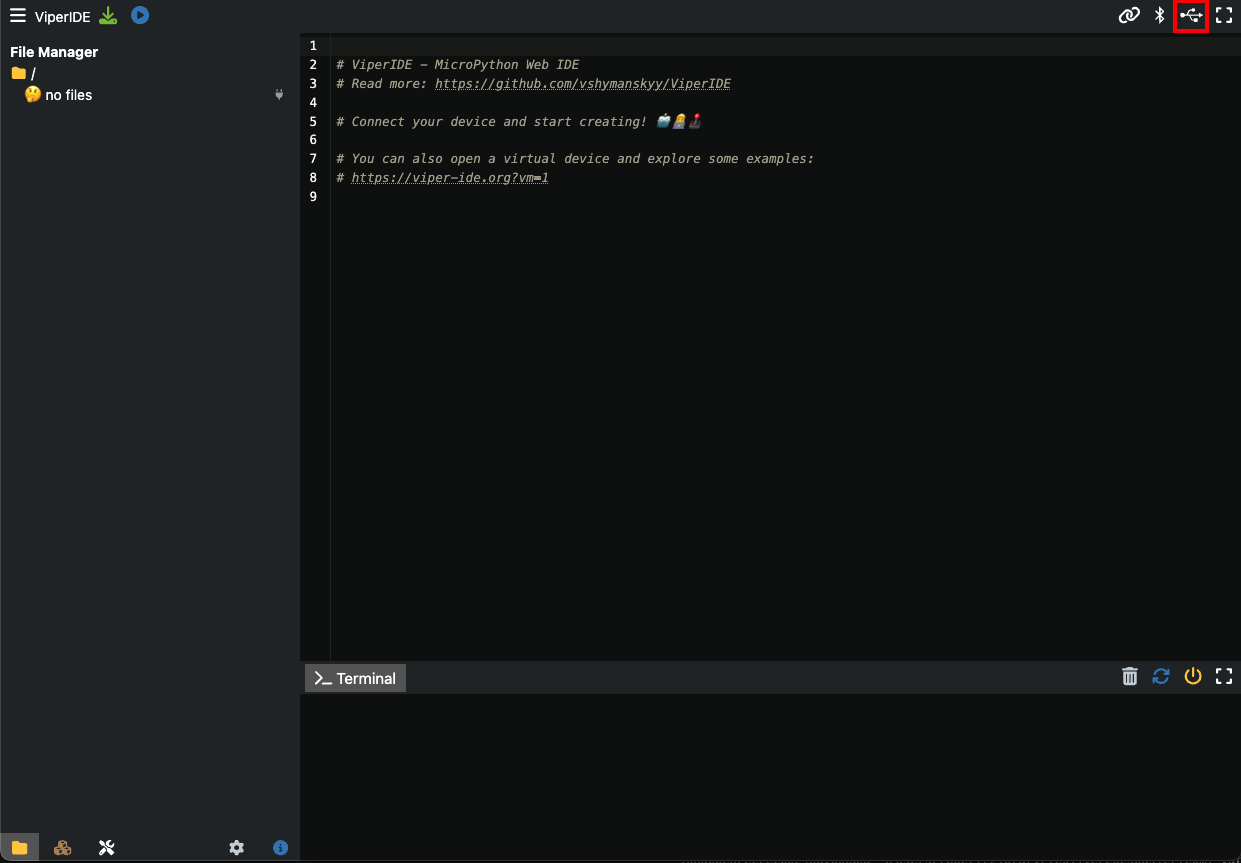 ViperIDE
File Manager
/
no files
1
2 # ViperIDE - MicroPython Web IDE
3 # Read more: https://github.com/vshymanskyy/ViperIDE
4
5 # Connect your device and start creating! 🤖👩‍💻🕹️
6
7 # You can also open a virtual device and explore some examples:
8 # https://viper-ide.org?vm=1
9
>_ Terminal